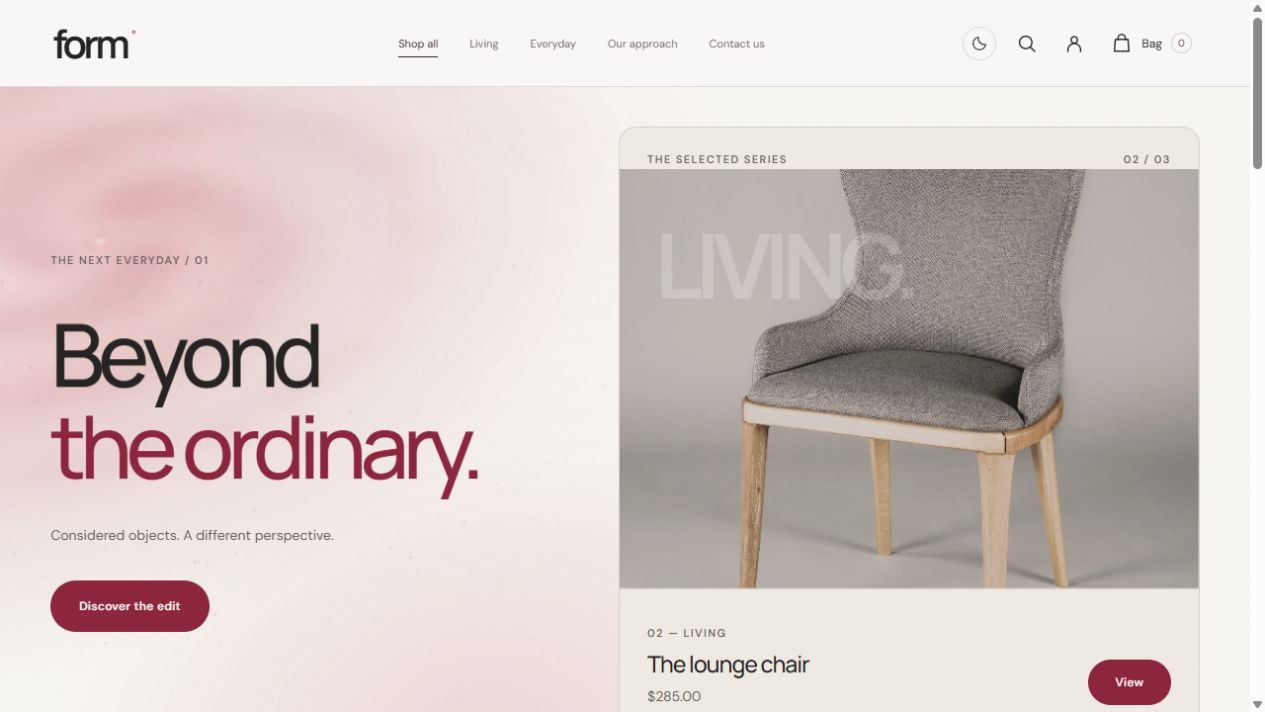 form
Shop all
Living
Everyday
Our approach
Contact us
Bag
0
THE NEXT EVERYDAY / 01
Beyond
the ordinary.
Considered objects. A different perspective.
Discover the edit
THE SELECTED SERIES
02 / 03
LIVING.
02 — LIVING
The lounge chair
$285.00
View